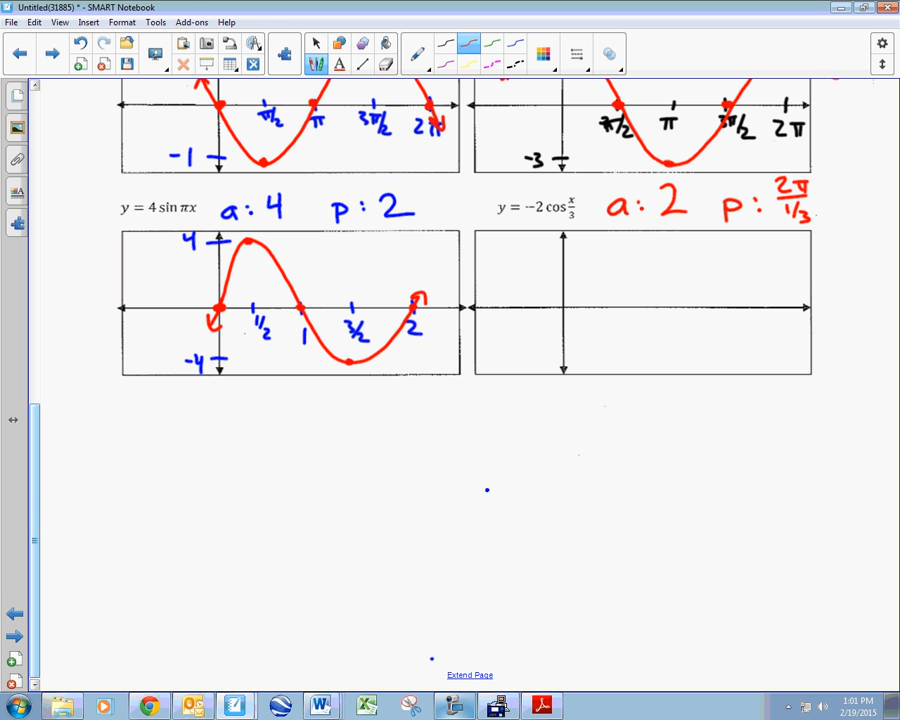 Untitled(31885) * - SMART Notebook
File Edit View Insert Format Tools Add-ons Help
π/2 π 3π/2 2π
-1
π/2 π 3π/2 2π
-3
y = 4 sin πx a: 4 p: 2
y = -2 cos x/3 a: 2 p: 2π/1/3
4
1/2 1 3/2 2
-4
Extend Page
1:01 PM
2/19/2015